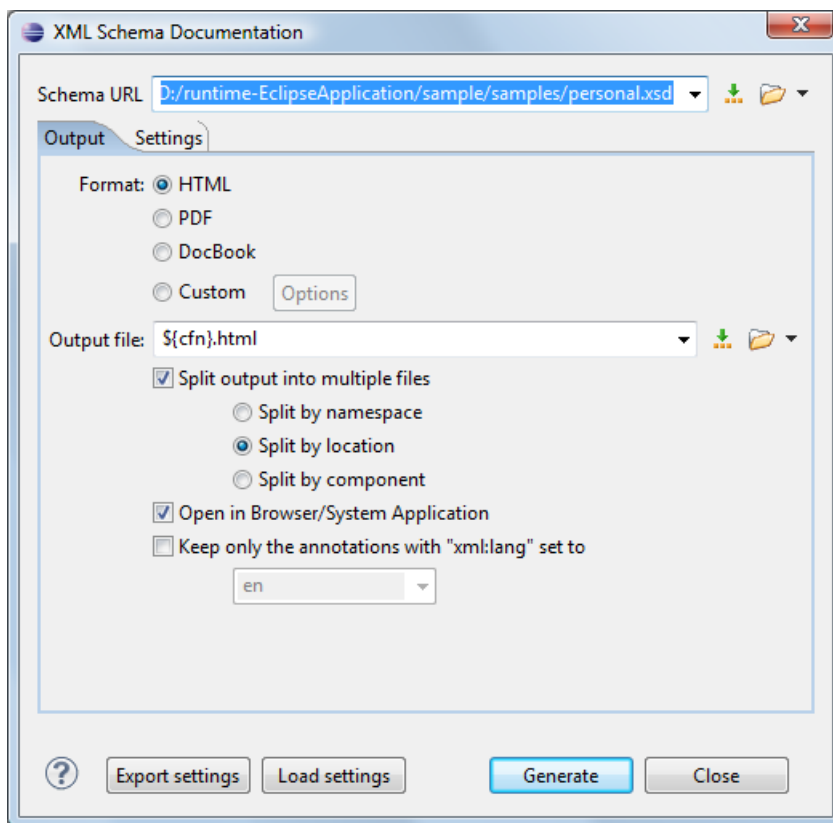 XML Schema Documentation
Schema URL D:/runtime-EclipseApplication/sample/samples/personal.xsd
Output Settings
Format: HTML
PDF
DocBook
Custom Options
Output file: ${cfn}.html
Split output into multiple files
Split by namespace
Split by location
Split by component
Open in Browser/System Application
Keep only the annotations with "xml:lang" set to
en
? Export settings Load settings Generate Close